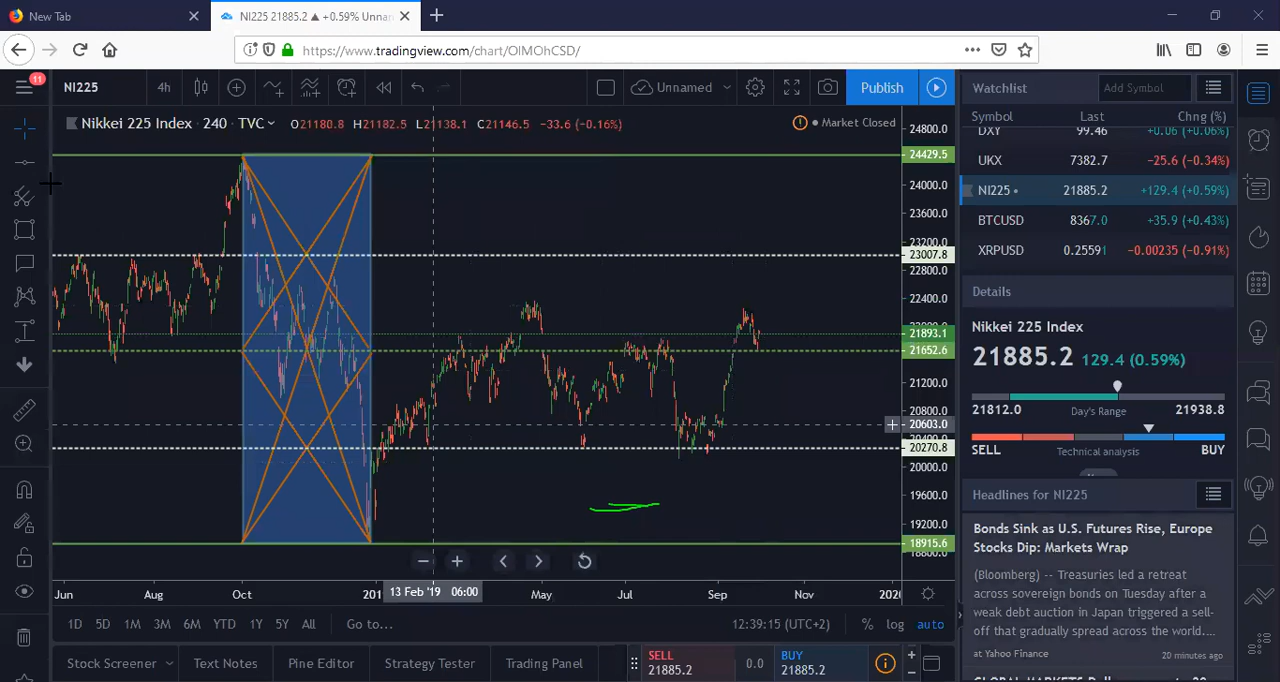 New Tab
NI225 21885.2 ▲ +0.59% Unnar
https://www.tradingview.com/chart/OIMOhCSD/
11
NI225
4h
Unnamed
Publish
Nikkei 225 Index • 240 • TVC
O21180.8 H21182.5 L21138.1 C21146.5 -33.6 (-0.16%)
Market Closed
24800.0
24429.5
24000.0
23600.0
23200.0
23007.8
22800.0
22400.0
21893.1
21652.6
21200.0
20800.0
20603.0
20270.8
20000.0
19600.0
19200.0
18915.6
Jun
Aug
Oct
201
13 Feb '19 06:00
May
Jul
Sep
Nov
2020
1D 5D 1M 3M 6M YTD 1Y 5Y All Go to...
12:39:15 (UTC+2) % log auto
Stock Screener
Text Notes
Pine Editor
Strategy Tester
Trading Panel
SELL
21885.2
0.0
BUY
21885.2
Watchlist
Add Symbol
Symbol Last Chng (%)
DXY 99.46 +0.06 (+0.06%)
UKX 7382.7 -25.6 (-0.34%)
NI225 21885.2 +129.4 (+0.59%)
BTCUSD 8367.0 +35.9 (+0.43%)
XRPUSD 0.25591 -0.00235 (-0.91%)
Details
Nikkei 225 Index
21885.2 129.4 (0.59%)
21812.0 Day's Range 21938.8
SELL Technical analysis BUY
Headlines for NI225
Bonds Sink as U.S. Futures Rise, Europe
Stocks Dip: Markets Wrap
(Bloomberg) -- Treasuries led a retreat
across sovereign bonds on Tuesday after a
weak debt auction in Japan triggered a sell-
off that gradually spread across the world....
at Yahoo Finance 20 minutes ago